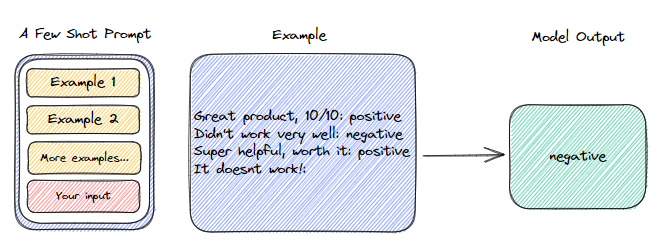 A Few Shot Prompt
Example 1
Example 2
More examples...
Your input
Example
Great product, 10/10: positive
Didn't work very well: negative
Super helpful, worth it: positive
It doesnt work!:
Model Output
negative